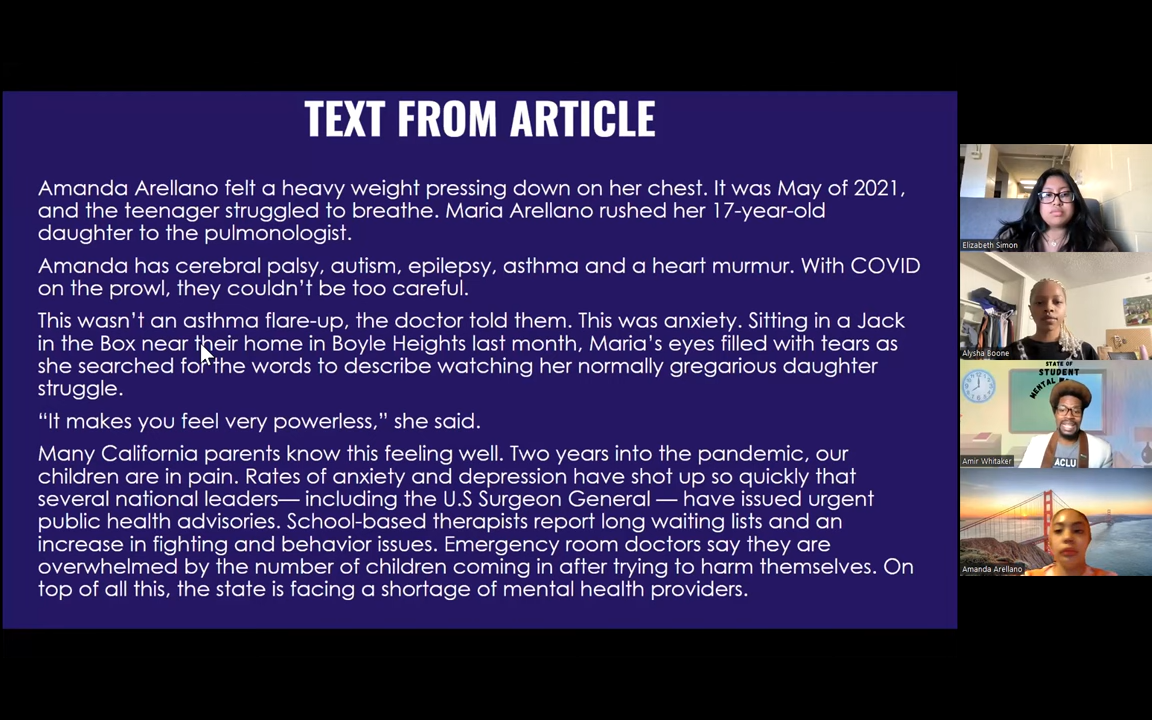 TEXT FROM ARTICLE
Amanda Arellano felt a heavy weight pressing down on her chest. It was May of 2021,
and the teenager struggled to breathe. Maria Arellano rushed her 17-year-old
daughter to the pulmonologist.
Amanda has cerebral palsy, autism, epilepsy, asthma and a heart murmur. With COVID
on the prowl, they couldn’t be too careful.
This wasn’t an asthma flare-up, the doctor told them. This was anxiety. Sitting in a Jack
in the Box near their home in Boyle Heights last month, Maria’s eyes filled with tears as
she searched for the words to describe watching her normally gregarious daughter
struggle.
“It makes you feel very powerless,” she said.
Many California parents know this feeling well. Two years into the pandemic, our
children are in pain. Rates of anxiety and depression have shot up so quickly that
several national leaders— including the U.S Surgeon General — have issued urgent
public health advisories. School-based therapists report long waiting lists and an
increase in fighting and behavior issues. Emergency room doctors say they are
overwhelmed by the number of children coming in after trying to harm themselves. On
top of all this, the state is facing a shortage of mental health providers.
Elizabeth Simon
Alysha Boone
STATE OF
STUDENT
MENTAL
ACLU
Amir Whitaker
Amanda Arellano